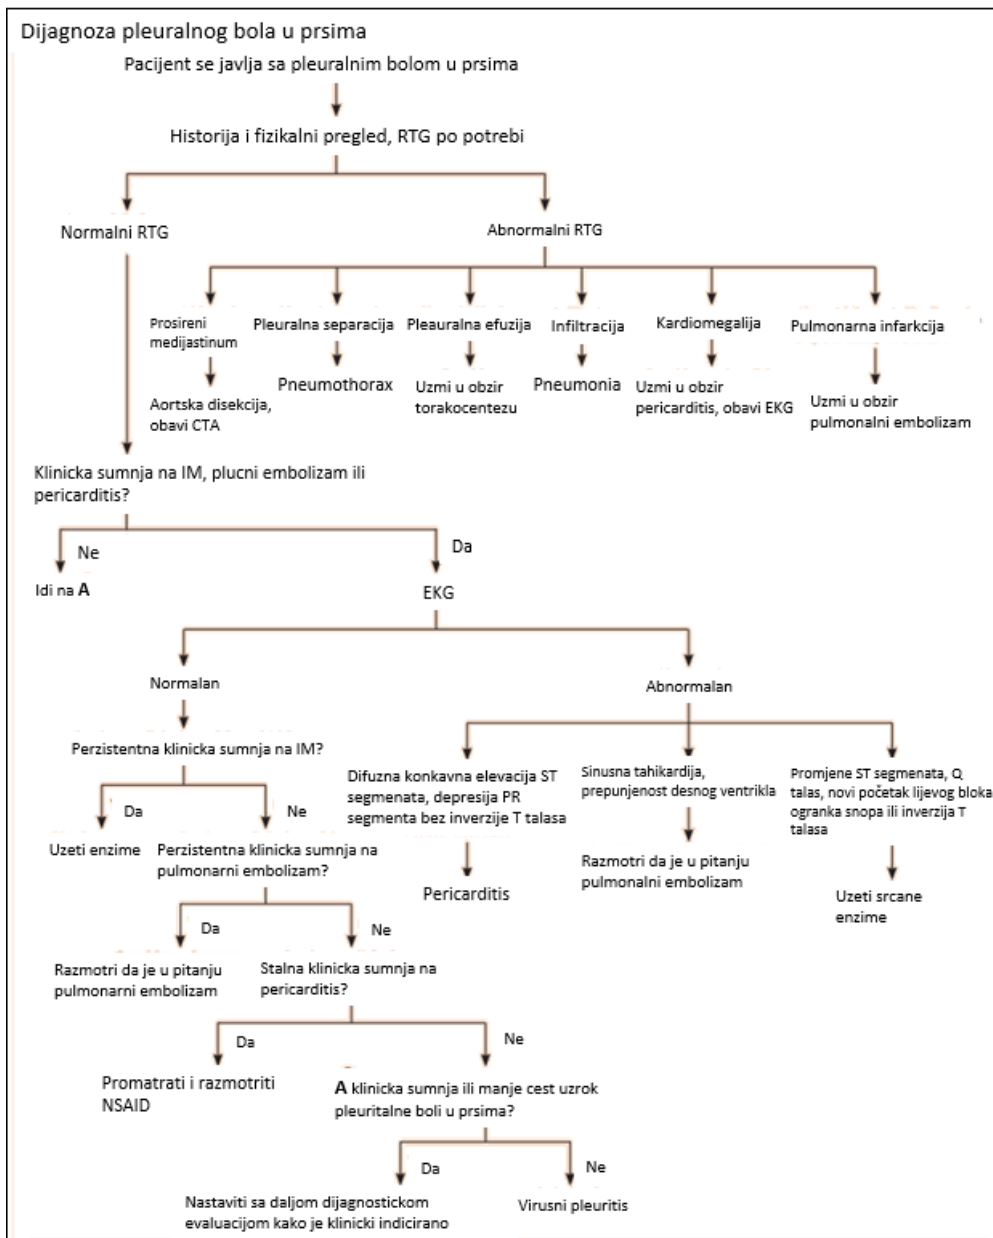 Dijagnoza pleuralnog bola u prsima
Pacijent se javlja sa pleuralnim bolom u prsima
Historija i fizikalni pregled, RTG po potrebi
Normalni RTG
Abnormalni RTG
Prosireni
medijastinum
Pleuralna separacija
Pleauralna efuzija
Infiltracija
Kardiomegalija
Pulmonarna infarkcija
Aortska disekcija,
obavi CTA
Pneumothorax
Uzmi u obzir
torakocentezu
Pneumonia
Uzmi u obzir
pericarditis, obavi EKG
Uzmi u obzir
pulmonalni embolizam
Klinicka sumnja na IM, plucni embolizam ili
pericarditis?
Ne
Da
Idi na A
EKG
Normalan
Abnormalan
Perzistentna klinicka sumnja na IM?
Difuzna konkavna elevacija ST
segmenata, depresija PR
segmenta bez inverzije T talasa
Sinusna tahikardija,
prepunjenost desnog ventrikla
Promjene ST segmenata, Q
talas, novi početak lijevog bloka
ogranka snopa ili inverzija T
talasa
Da
Ne
Uzeti enzime
Perzistentna klinicka sumnja na
pulmonarni embolizam?
Pericarditis
Razmotri da je u pitanju
pulmonalni embolizam
Uzeti srcane
enzime
Da
Ne
Razmotri da je u pitanju
pulmonarni embolizam
Stalna klinicka sumnja na
pericarditis?
Da
Ne
Promatrati i razmotriti
NSAID
A klinicka sumnja ili manje cest uzrok
pleuritalne boli u prsima?
Da
Ne
Nastaviti sa daljom dijagnostickom
evaluacijom kako je klinicki indicirano
Virusni pleuritis